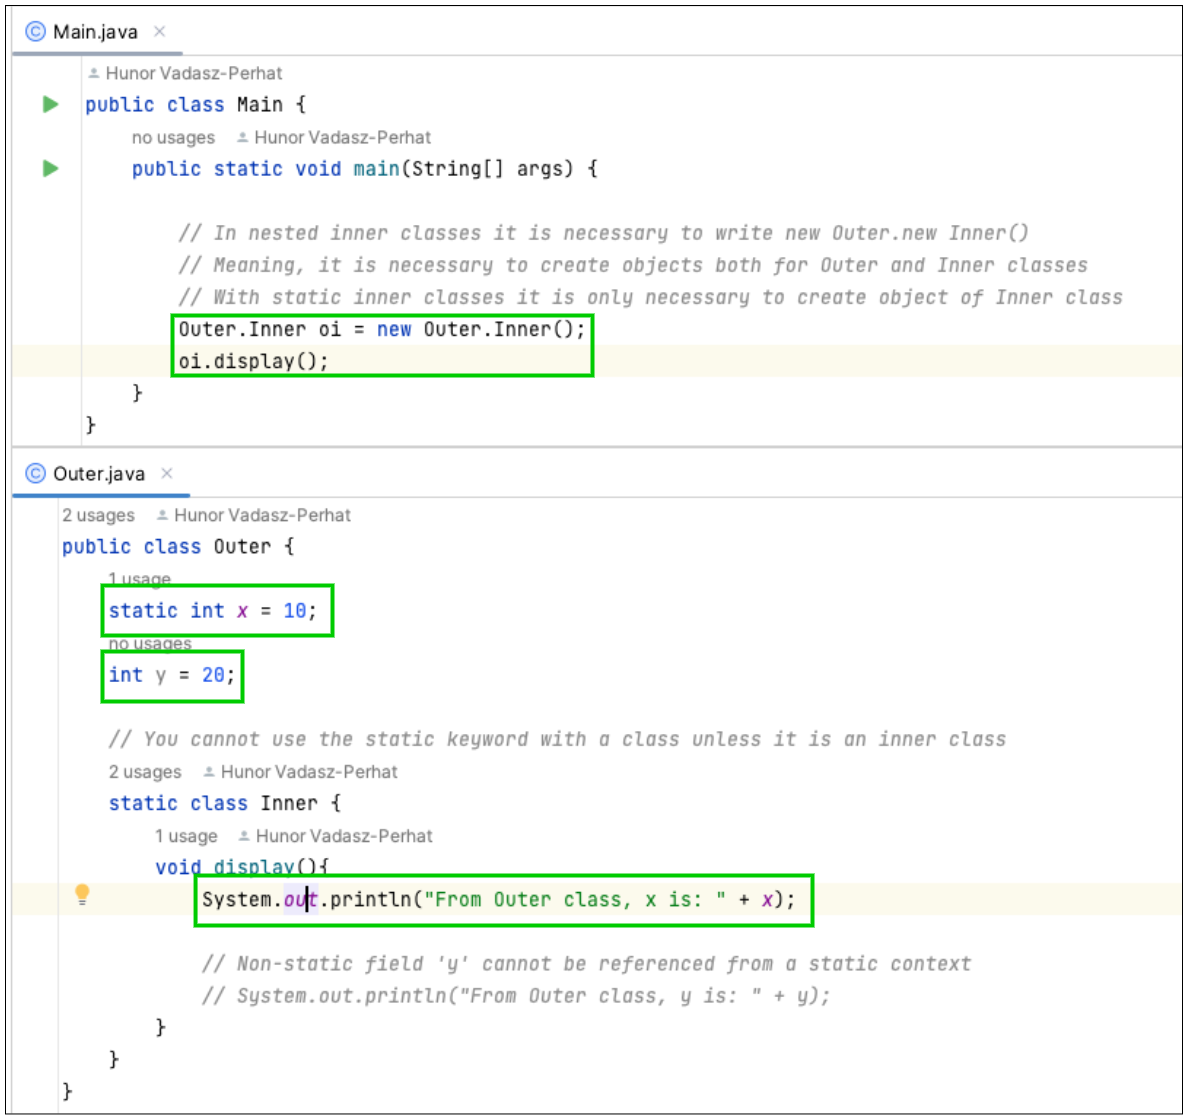 Main.java
Hunor Vadasz-Perhat
public class Main {
no usages Hunor Vadasz-Perhat
public static void main(String[] args) {
// In nested inner classes it is necessary to write new Outer.new Inner()
// Meaning, it is necessary to create objects both for Outer and Inner classes
// With static inner classes it is only necessary to create object of Inner class
Outer.Inner oi = new Outer.Inner();
oi.display();
}
}
Outer.java
2 usages Hunor Vadasz-Perhat
public class Outer {
1 usage
static int x = 10;
no usages
int y = 20;
// You cannot use the static keyword with a class unless it is an inner class
2 usages Hunor Vadasz-Perhat
static class Inner {
1 usage Hunor Vadasz-Perhat
void display(){
System.out.println("From Outer class, x is: " + x);
// Non-static field 'y' cannot be referenced from a static context
// System.out.println("From Outer class, y is: " + y);
}
}
}